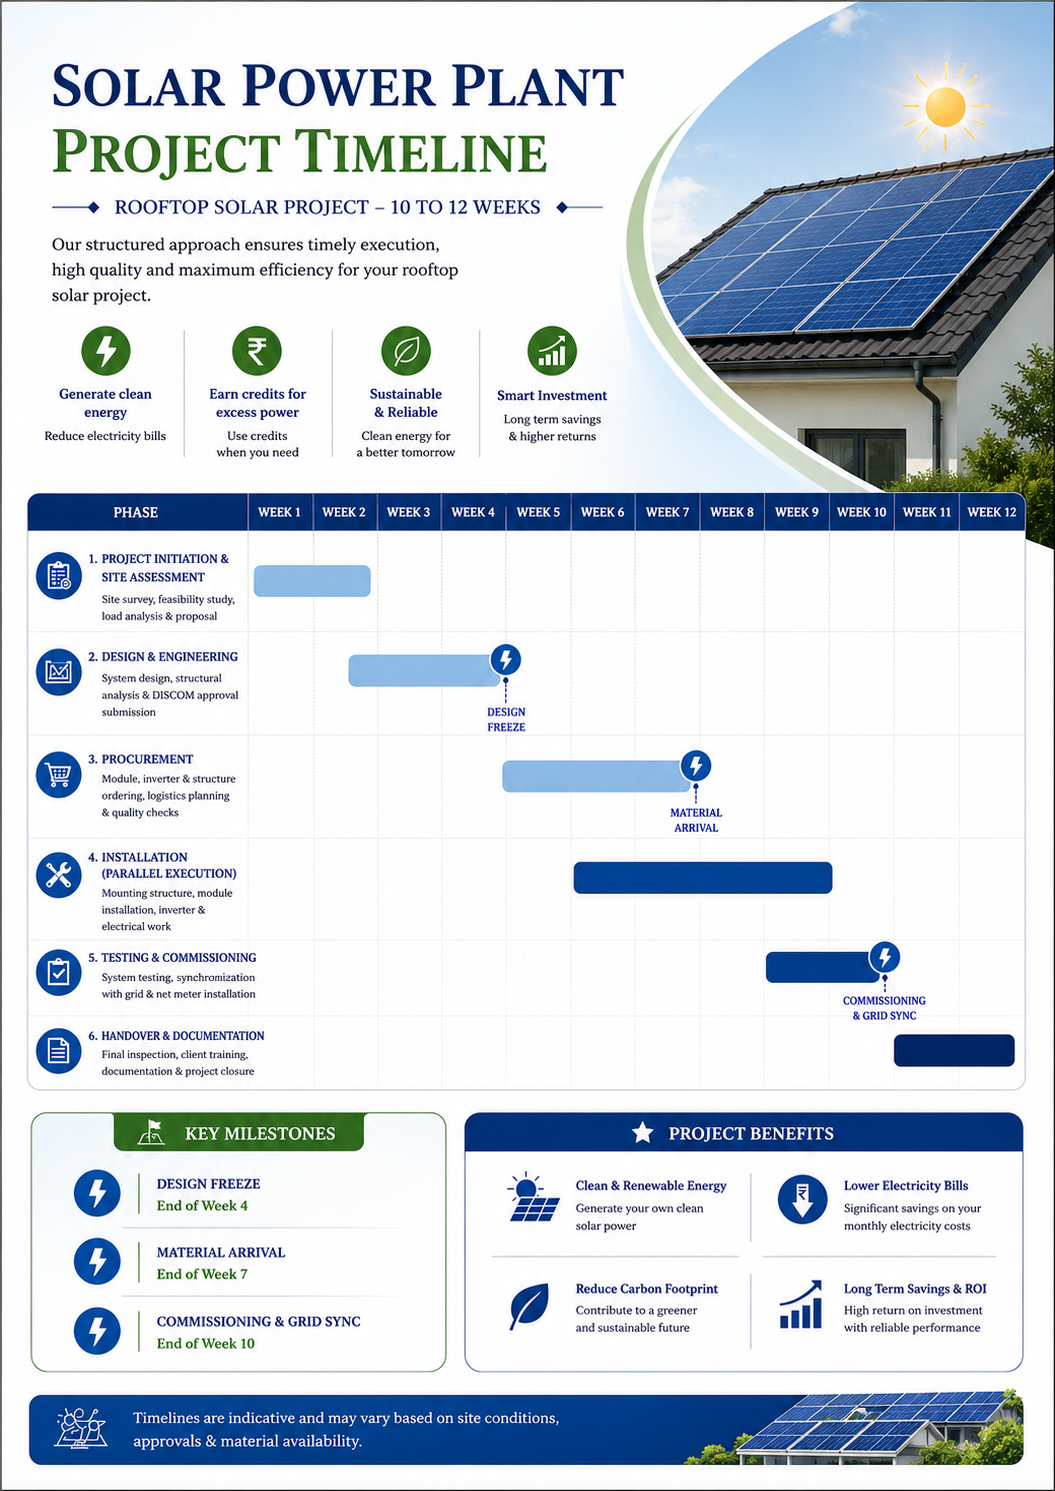 SOLAR POWER PLANT
PROJECT TIMELINE
ROOFTOP SOLAR PROJECT – 10 TO 12 WEEKS
Our structured approach ensures timely execution,
high quality and maximum efficiency for your rooftop
solar project.
Generate clean
energy
Reduce electricity bills
₹
Earn credits for
excess power
Use credits
when you need
Sustainable
& Reliable
Clean energy for
a better tomorrow
Smart Investment
Long term savings
& higher returns
PHASE WEEK 1 WEEK 2 WEEK 3 WEEK 4 WEEK 5 WEEK 6 WEEK 7 WEEK 8 WEEK 9 WEEK 10 WEEK 11 WEEK 12
1. PROJECT INITIATION &
SITE ASSESSMENT
Site survey, feasibility study,
load analysis & proposal
2. DESIGN & ENGINEERING
System design, structural
analysis & DISCOM approval
submission
DESIGN
FREEZE
3. PROCUREMENT
Module, inverter & structure
ordering, logistics planning
& quality checks
MATERIAL
ARRIVAL
4. INSTALLATION
(PARALLEL EXECUTION)
Mounting structure, module
installation, inverter &
electrical work
5. TESTING & COMMISSIONING
System testing, synchronization
with grid & net meter installation
COMMISSIONING
& GRID SYNC
6. HANDOVER & DOCUMENTATION
Final inspection, client training,
documentation & project closure
KEY MILESTONES
DESIGN FREEZE
End of Week 4
MATERIAL ARRIVAL
End of Week 7
COMMISSIONING & GRID SYNC
End of Week 10
PROJECT BENEFITS
Clean & Renewable Energy
Generate your own clean
solar power
₹
Lower Electricity Bills
Significant savings on your
monthly electricity costs
Reduce Carbon Footprint
Contribute to a greener
and sustainable future
Long Term Savings & ROI
High return on investment
with reliable performance
Timelines are indicative and may vary based on site conditions,
approvals & material availability.